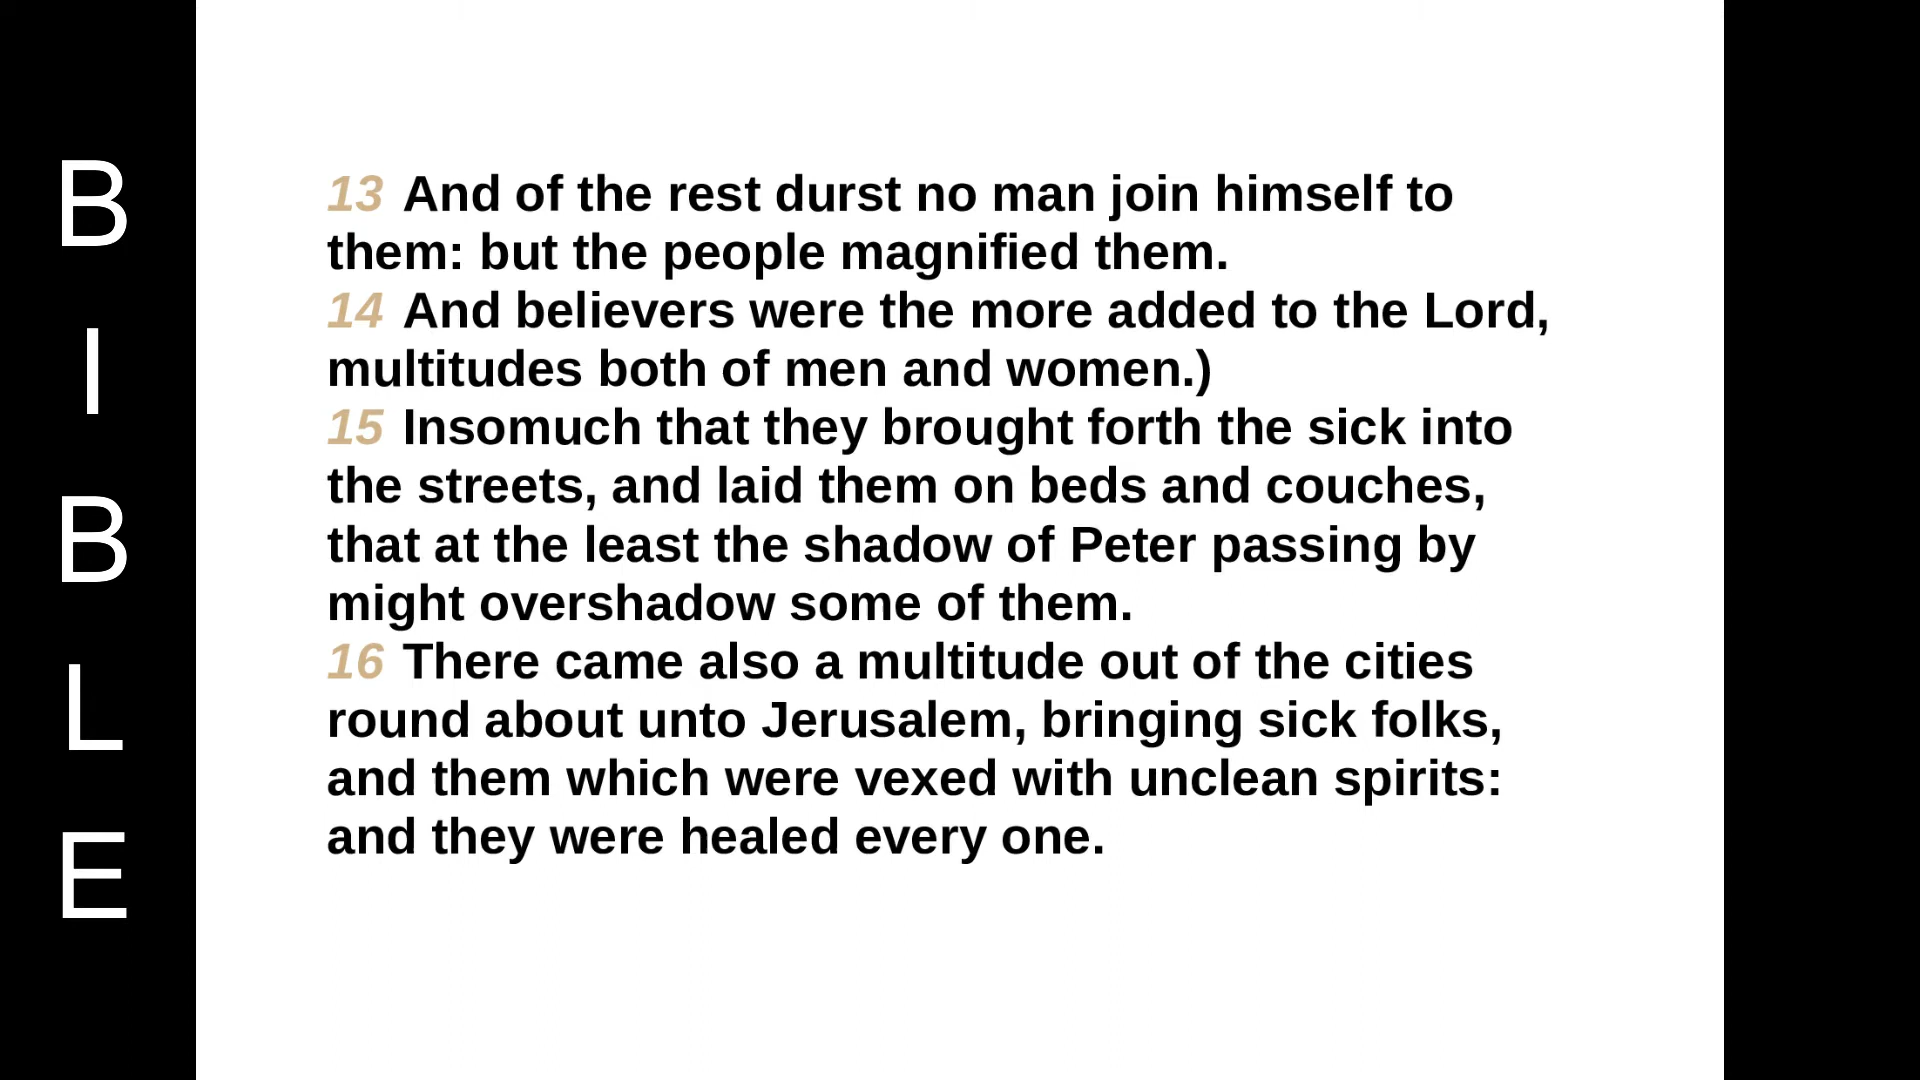 B
I
B
L
E
13 And of the rest durst no man join himself to
them: but the people magnified them.
14 And believers were the more added to the Lord,
multitudes both of men and women.)
15 Insomuch that they brought forth the sick into
the streets, and laid them on beds and couches,
that at the least the shadow of Peter passing by
might overshadow some of them.
16 There came also a multitude out of the cities
round about unto Jerusalem, bringing sick folks,
and them which were vexed with unclean spirits:
and they were healed every one.